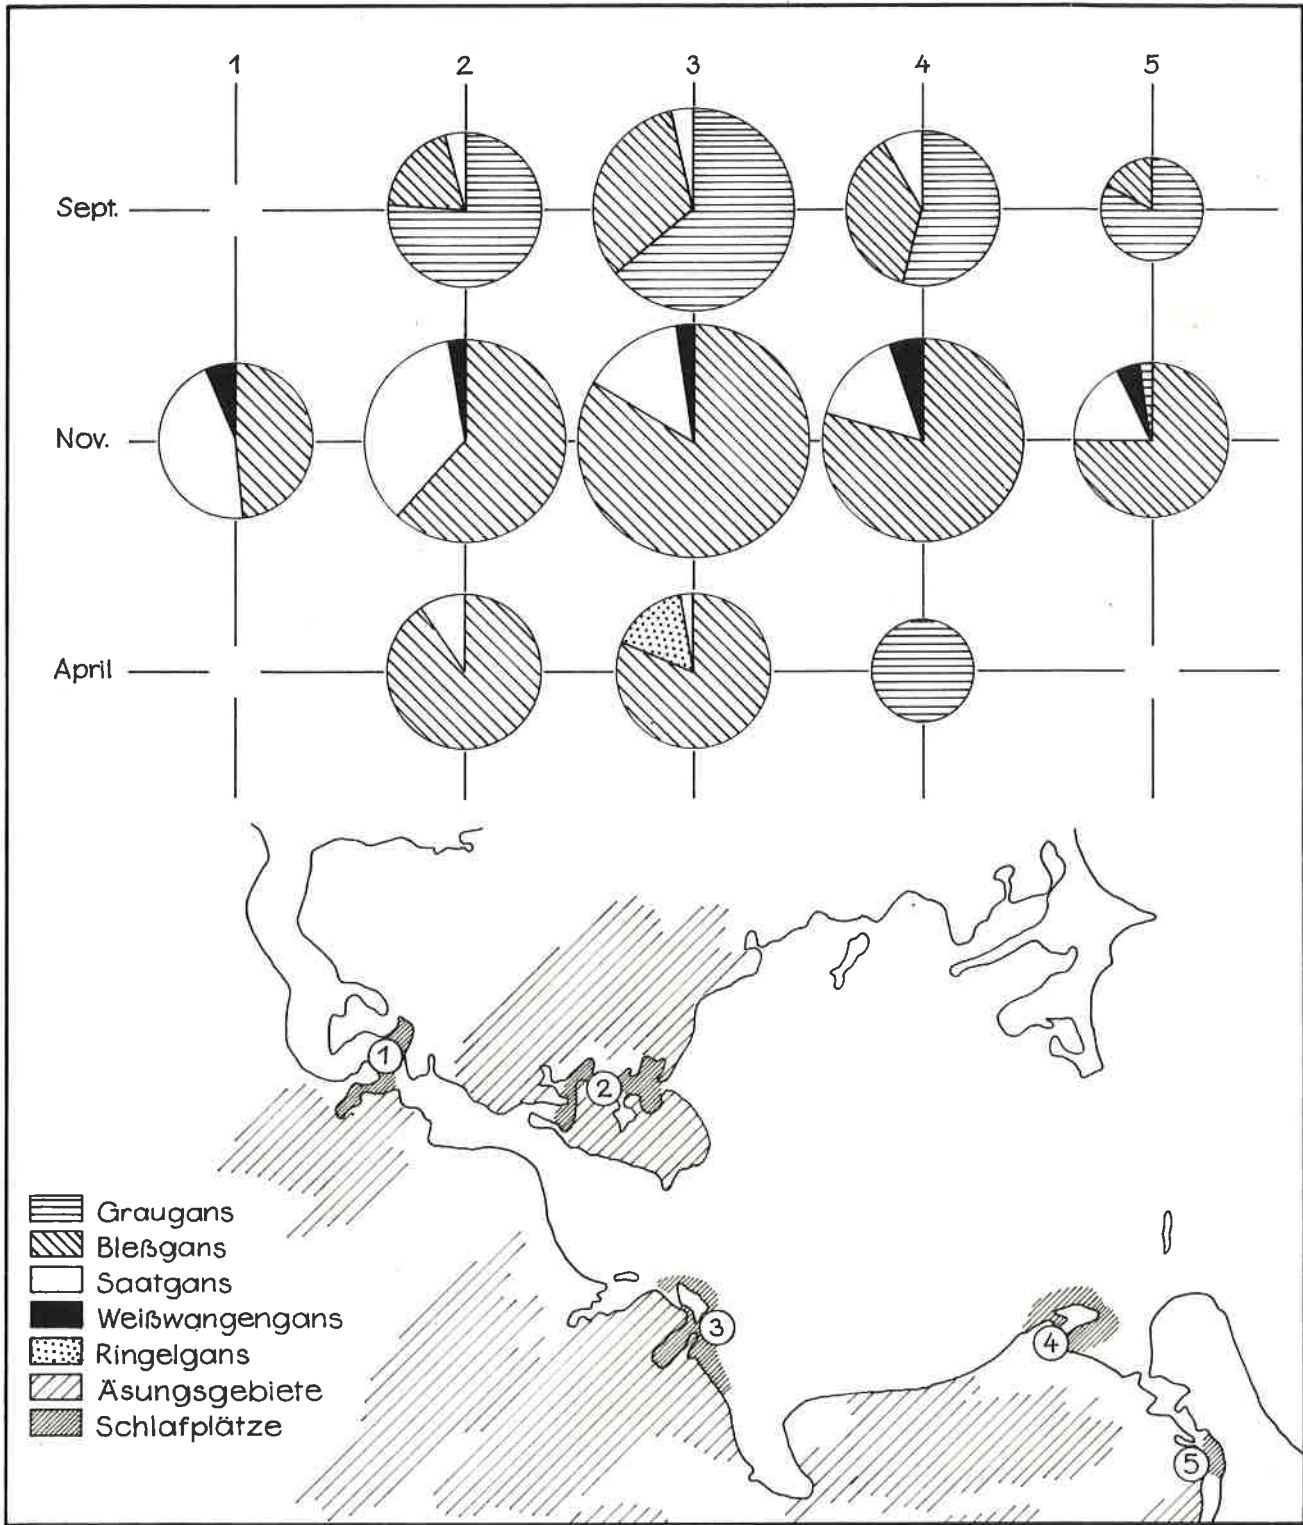 1 2 3 4 5
Sept.
Nov.
April
1
2
3
4
5
Graugans
Bleßgans
Saatgans
Weißwangengans
Ringelgans
Äsungsgebiete
Schlafplätze